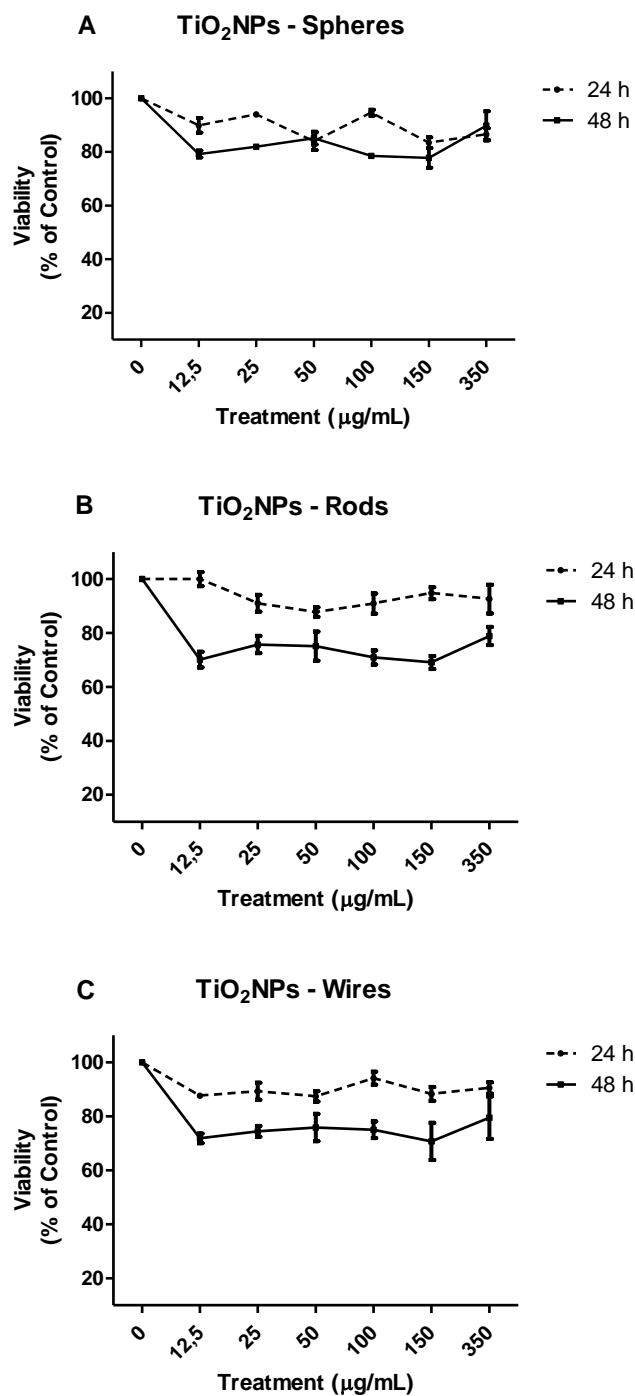 A TiO₂NPs - Spheres
100
80
60
40
20
Viability
(% of Control)
0 12,5 25 50 100 150 350
Treatment (μg/mL)
24 h
48 h
B TiO₂NPs - Rods
100
80
60
40
20
Viability
(% of Control)
0 12,5 25 50 100 150 350
Treatment (μg/mL)
24 h
48 h
C TiO₂NPs - Wires
100
80
60
40
20
Viability
(% of Control)
0 12,5 25 50 100 150 350
Treatment (μg/mL)
24 h
48 h